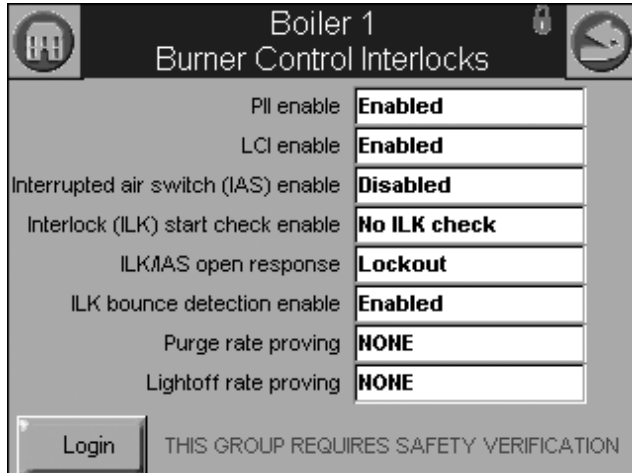 Boiler 1
Burner Control Interlocks
PII enable Enabled
LCI enable Enabled
Interrupted air switch (IAS) enable Disabled
Interlock (ILK) start check enable No ILK check
ILK/IAS open response Lockout
ILK bounce detection enable Enabled
Purge rate proving NONE
Lightoff rate proving NONE
Login THIS GROUP REQUIRES SAFETY VERIFICATION